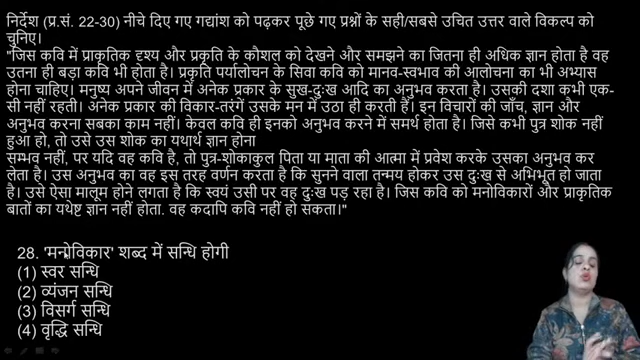 निर्देश (प्र.सं. 22-30) नीचे दिए गए गद्यांश को पढ़कर पूछे गए प्रश्नों के सही/सबसे उचित उत्तर वाले विकल्प को
चुनिए।
"जिस कवि में प्राकृतिक दृश्य और प्रकृति के कौशल को देखने और समझने का जितना ही अधिक ज्ञान होता है वह
उतना ही बड़ा कवि भी होता है। प्रकृति पर्यालोचन के सिवा कवि को मानव-स्वभाव की आलोचना का भी अभ्यास
होना चाहिए। मनुष्य अपने जीवन में अनेक प्रकार के सुख-दुःख आदि का अनुभव करता है। उसकी दशा कभी एक-
सी नहीं रहती। अनेक प्रकार की विकार-तरंगें उसके मन में उठा ही करती हैं। इन विचारों की जाँच, ज्ञान और
अनुभव करना सबका काम नहीं। केवल कवि ही इनको अनुभव करने में समर्थ होता है। जिसे कभी पुत्र शोक नहीं
हुआ हो, तो उसे उस शोक का यथार्थ ज्ञान होना
सम्भव नहीं, पर यदि वह कवि है, तो पुत्र-शोकाकुल पिता या माता की आत्मा में प्रवेश करके उसका अनुभव कर
लेता है। उस अनुभव का वह इस तरह वर्णन करता है कि सुनने वाला तन्मय होकर उस दुःख से अभिभूत हो जाता
है। उसे ऐसा मालूम होने लगता है कि स्वयं उसी पर वह दुःख पड़ रहा है। जिस कवि को मनोविकारों और प्राकृतिक
बातों का यथेष्ट ज्ञान नहीं होता. वह कदापि कवि नहीं हो सकता।"
28. 'मनोविकार' शब्द में सन्धि होगी
(1) स्वर सन्धि
(2) व्यंजन सन्धि
(3) विसर्ग सन्धि
(4) वृद्धि सन्धि